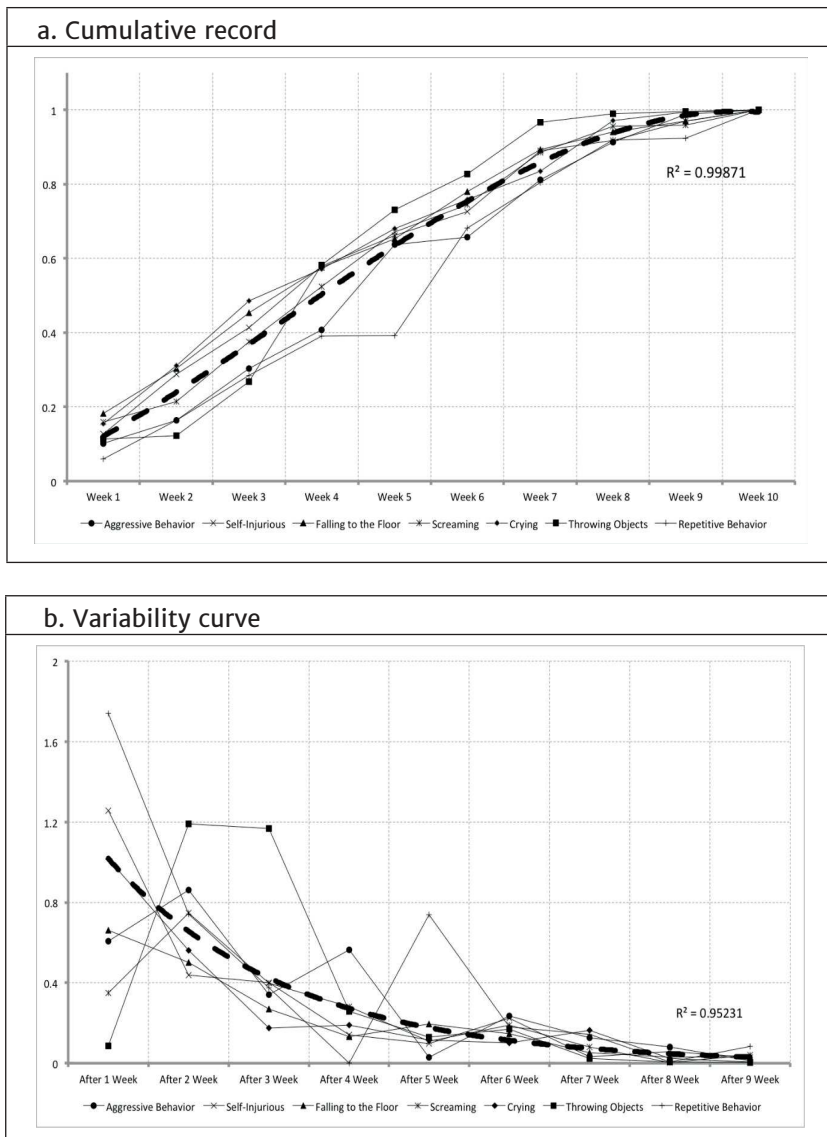 a. Cumulative record
1
0.8
0.6
0.4
0.2
0
R² = 0.99871
Week 1 Week 2 Week 3 Week 4 Week 5 Week 6 Week 7 Week 8 Week 9 Week 10
Aggressive Behavior Self-Injurious Falling to the Floor Screaming Crying Throwing Objects Repetitive Behavior
b. Variability curve
2
1.6
1.2
0.8
0.4
0
R² = 0.95231
After 1 Week After 2 Week After 3 Week After 4 Week After 5 Week After 6 Week After 7 Week After 8 Week After 9 Week
Aggressive Behavior Self-Injurious Falling to the Floor Screaming Crying Throwing Objects Repetitive Behavior